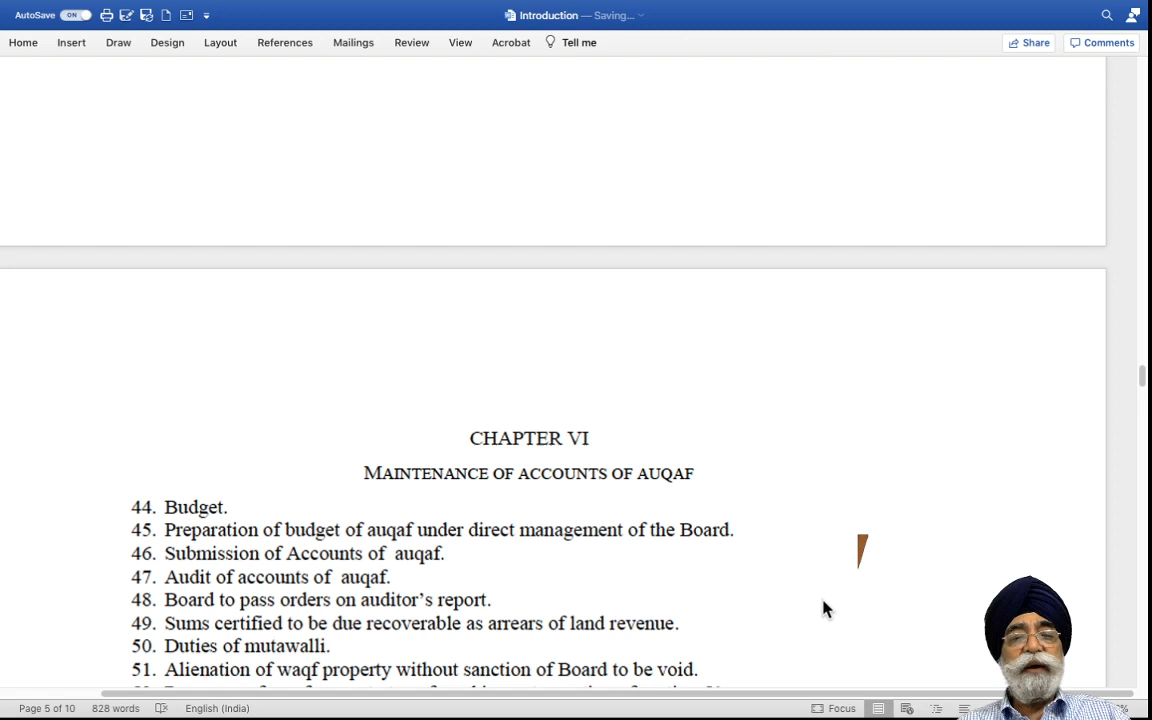 AutoSave ON Introduction — Saving...
Home Insert Draw Design Layout References Mailings Review View Acrobat Tell me Share Comments
CHAPTER VI
MAINTENANCE OF ACCOUNTS OF AUQAF
44. Budget.
45. Preparation of budget of auqaf under direct management of the Board.
46. Submission of Accounts of auqaf.
47. Audit of accounts of auqaf.
48. Board to pass orders on auditor's report.
49. Sums certified to be due recoverable as arrears of land revenue.
50. Duties of mutawalli.
51. Alienation of waqf property without sanction of Board to be void.
Page 5 of 10 828 words English (India) Focus %